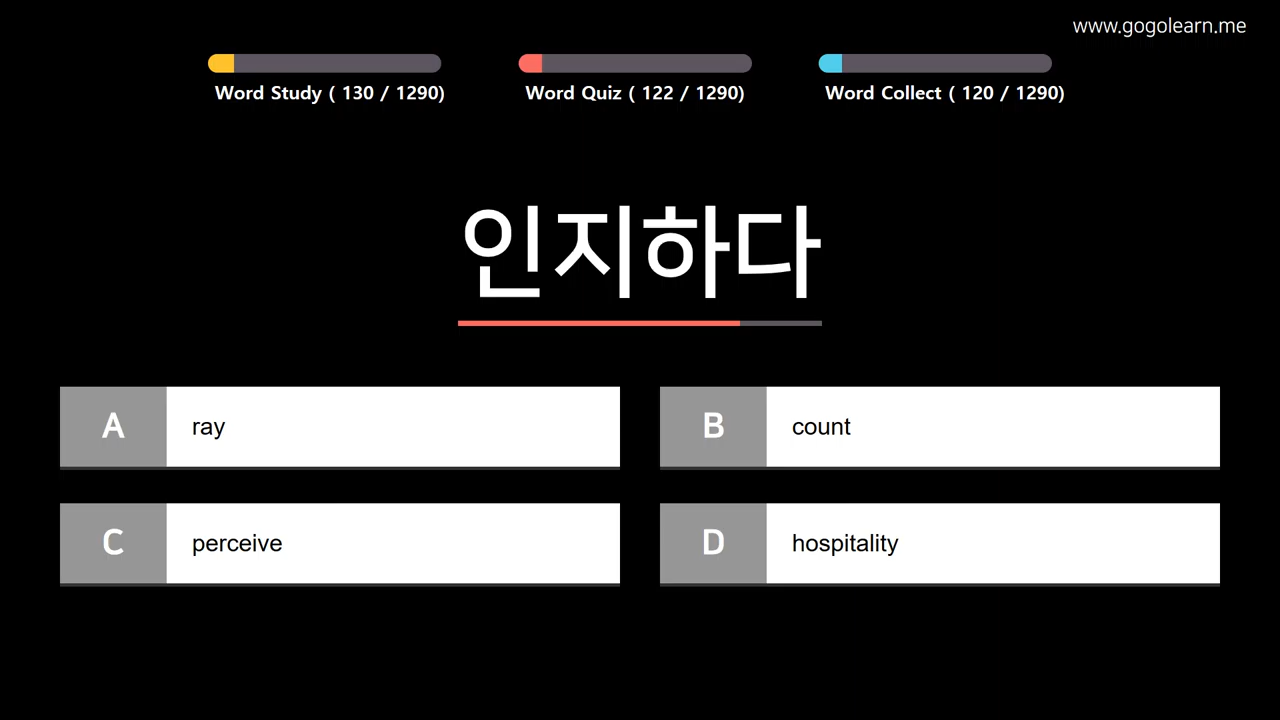 www.gogolearn.me
Word Study ( 130 / 1290)
Word Quiz ( 122 / 1290)
Word Collect ( 120 / 1290)
인지하다
A
ray
B
count
C
perceive
D
hospitality